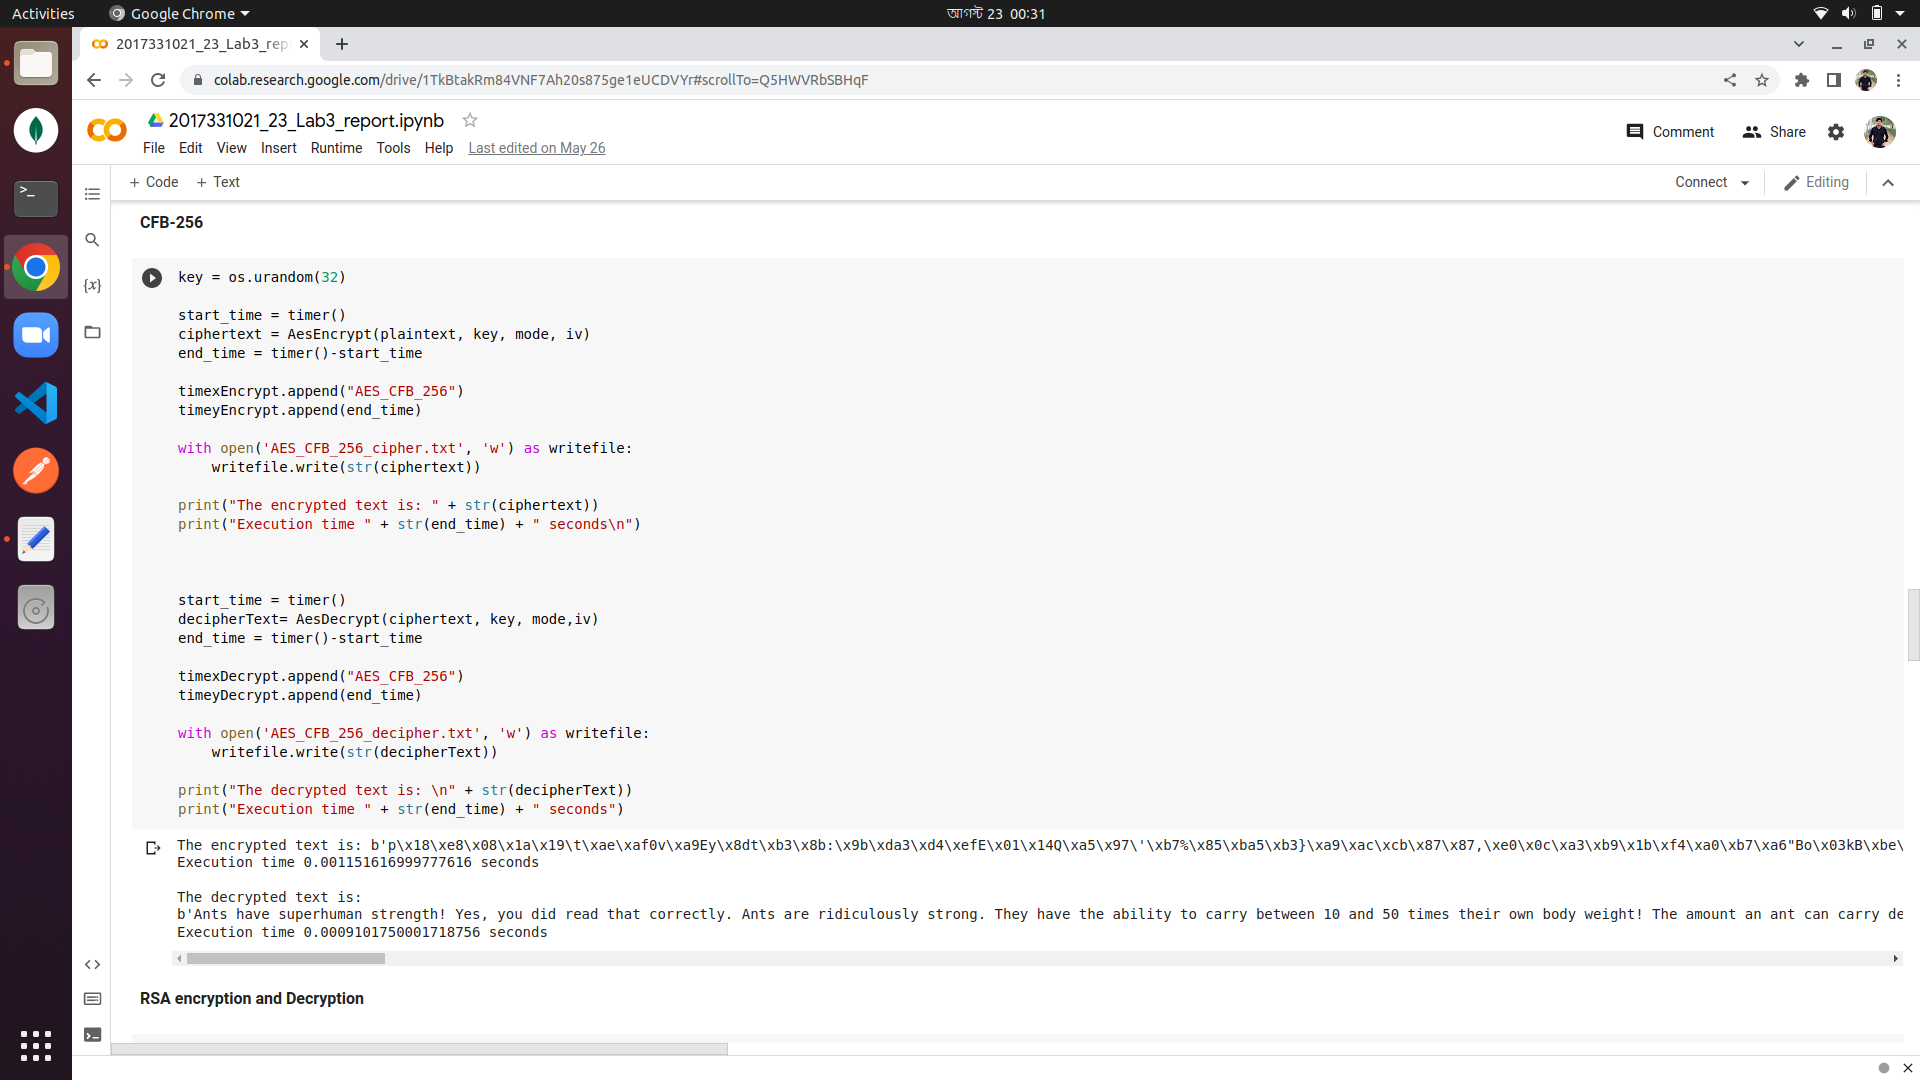 Activities Google Chrome আগস্ট 23 00:31
2017331021_23_Lab3_rep
colab.research.google.com/drive/1TkBtakRm84VNF7Ah20s875ge1eUCDVYr#scrollTo=Q5HWVRbSBHqF
2017331021_23_Lab3_report.ipynb
Comment Share
File Edit View Insert Runtime Tools Help Last edited on May 26
+ Code + Text Connect Editing
CFB-256
key = os.urandom(32)
start_time = timer()
ciphertext = AesEncrypt(plaintext, key, mode, iv)
end_time = timer()-start_time
timexEncrypt.append("AES_CFB_256")
timeyEncrypt.append(end_time)
with open('AES_CFB_256_cipher.txt', 'w') as writefile:
    writefile.write(str(ciphertext))
print("The encrypted text is: " + str(ciphertext))
print("Execution time " + str(end_time) + " seconds\n")
start_time = timer()
decipherText= AesDecrypt(ciphertext, key, mode,iv)
end_time = timer()-start_time
timexDecrypt.append("AES_CFB_256")
timeyDecrypt.append(end_time)
with open('AES_CFB_256_decipher.txt', 'w') as writefile:
    writefile.write(str(decipherText))
print("The decrypted text is: \n" + str(decipherText))
print("Execution time " + str(end_time) + " seconds")
The encrypted text is: b'p\x18\xe8\x08\x1a\x19\t\xae\xaf0v\xa9Ey\x8dt\xb3\x8b:\x9b\xda3\xd4\xefE\x01\x14Q\xa5\x97\'\xb7%\x85\xba5\xb3}\xa9\xac\xcb\x87\x87,\xe0\x0c\xa3\xb9\x1b\xf4\xa0\xb7\xa6"Bo\x03kB\xbe\
Execution time 0.001151616999777616 seconds
The decrypted text is:
b'Ants have superhuman strength! Yes, you did read that correctly. Ants are ridiculously strong. They have the ability to carry between 10 and 50 times their own body weight! The amount an ant can carry de
Execution time 0.0009101750001718756 seconds
RSA encryption and Decryption